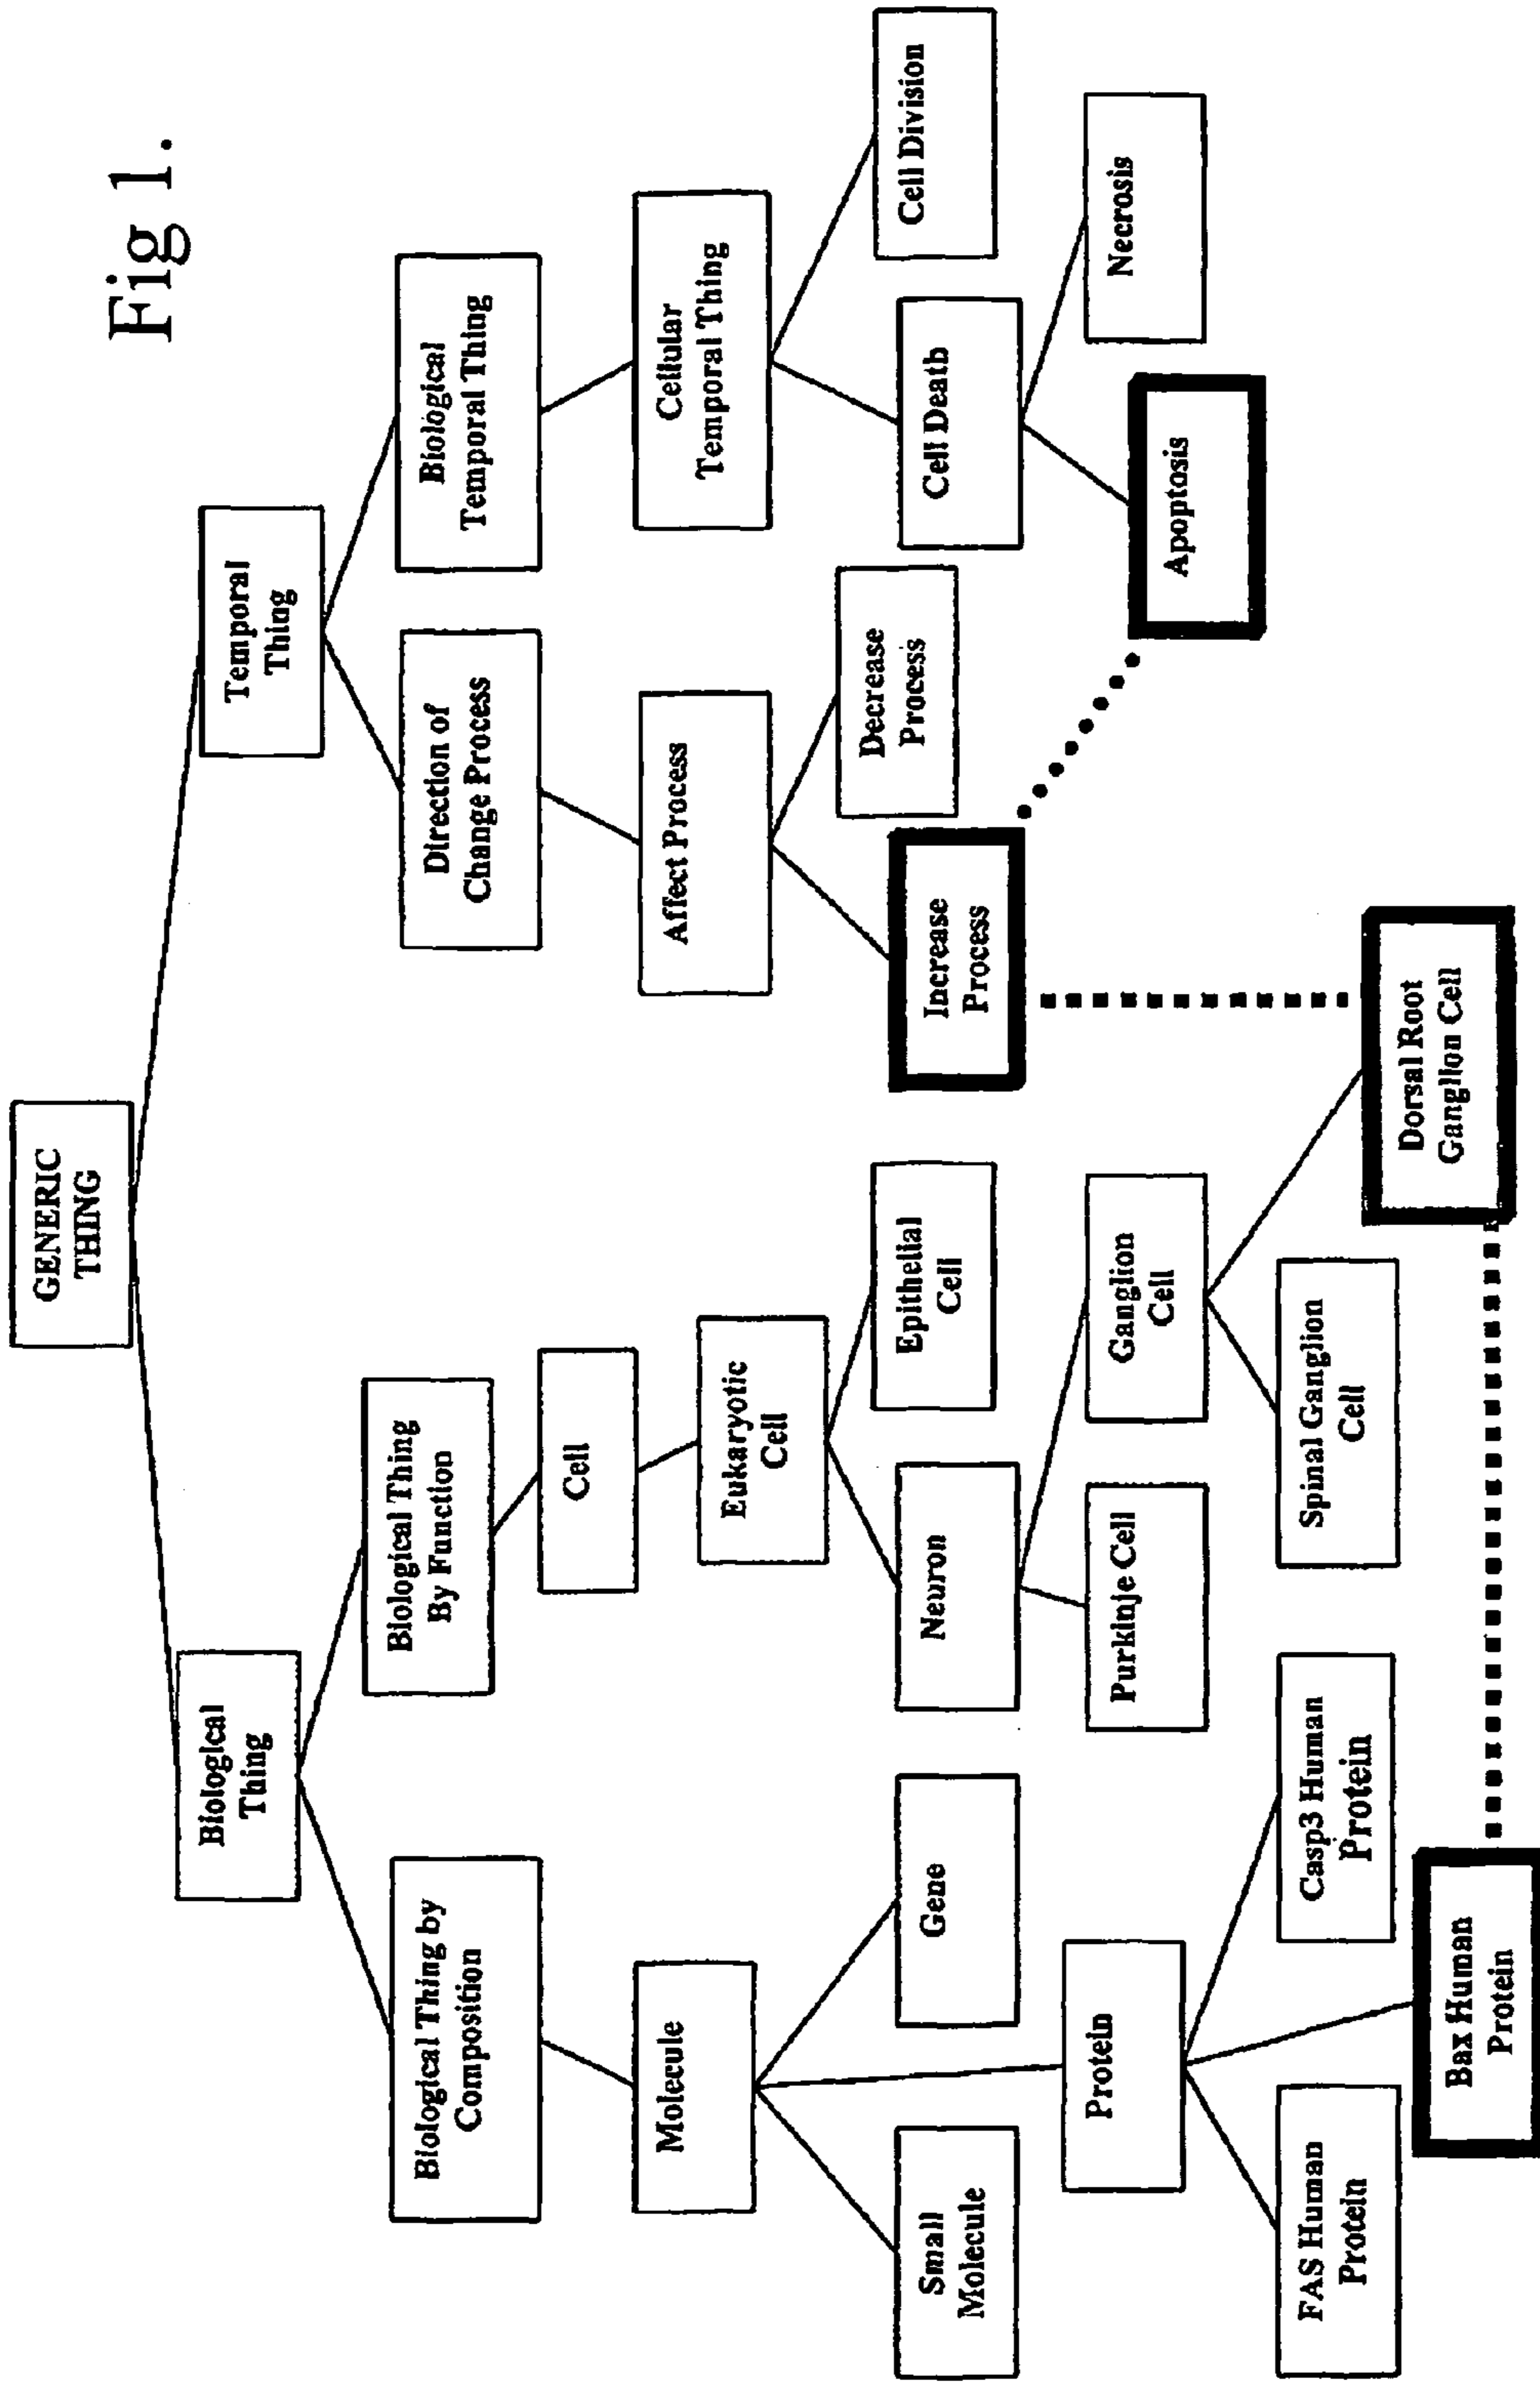 Fig 1.
GENERIC
THING
Biological
Thing
Temporal
Thing
Biological Thing by
Composition
Biological Thing
By Function
Direction of
Change Process
Biological
Temporal Thing
Molecule
Cell
Affect Process
Cellular
Temporal Thing
Eukaryotic
Cell
Small
Molecule
Gene
Neuron
Epithelial
Cell
Increase
Process
Decrease
Process
Cell Death
Cell Division
Protein
Purkinje Cell
Ganglion
Cell
Apoptosis
Necrosis
FAS Human
Protein
Casp3 Human
Protein
Spinal Ganglion
Cell
Bax Human
Protein
Dorsal Root
Ganglion Cell